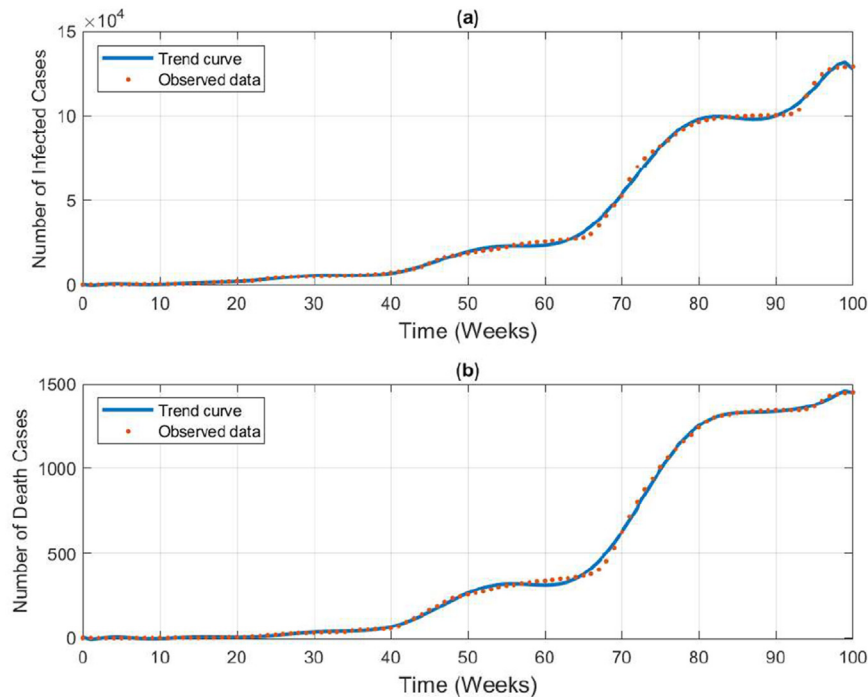 (a)
×10⁴
15
10
5
0
Number of Infected Cases
Trend curve
Observed data
0 10 20 30 40 50 60 70 80 90 100
Time (Weeks)
(b)
1500
1000
500
0
Number of Death Cases
Trend curve
Observed data
0 10 20 30 40 50 60 70 80 90 100
Time (Weeks)